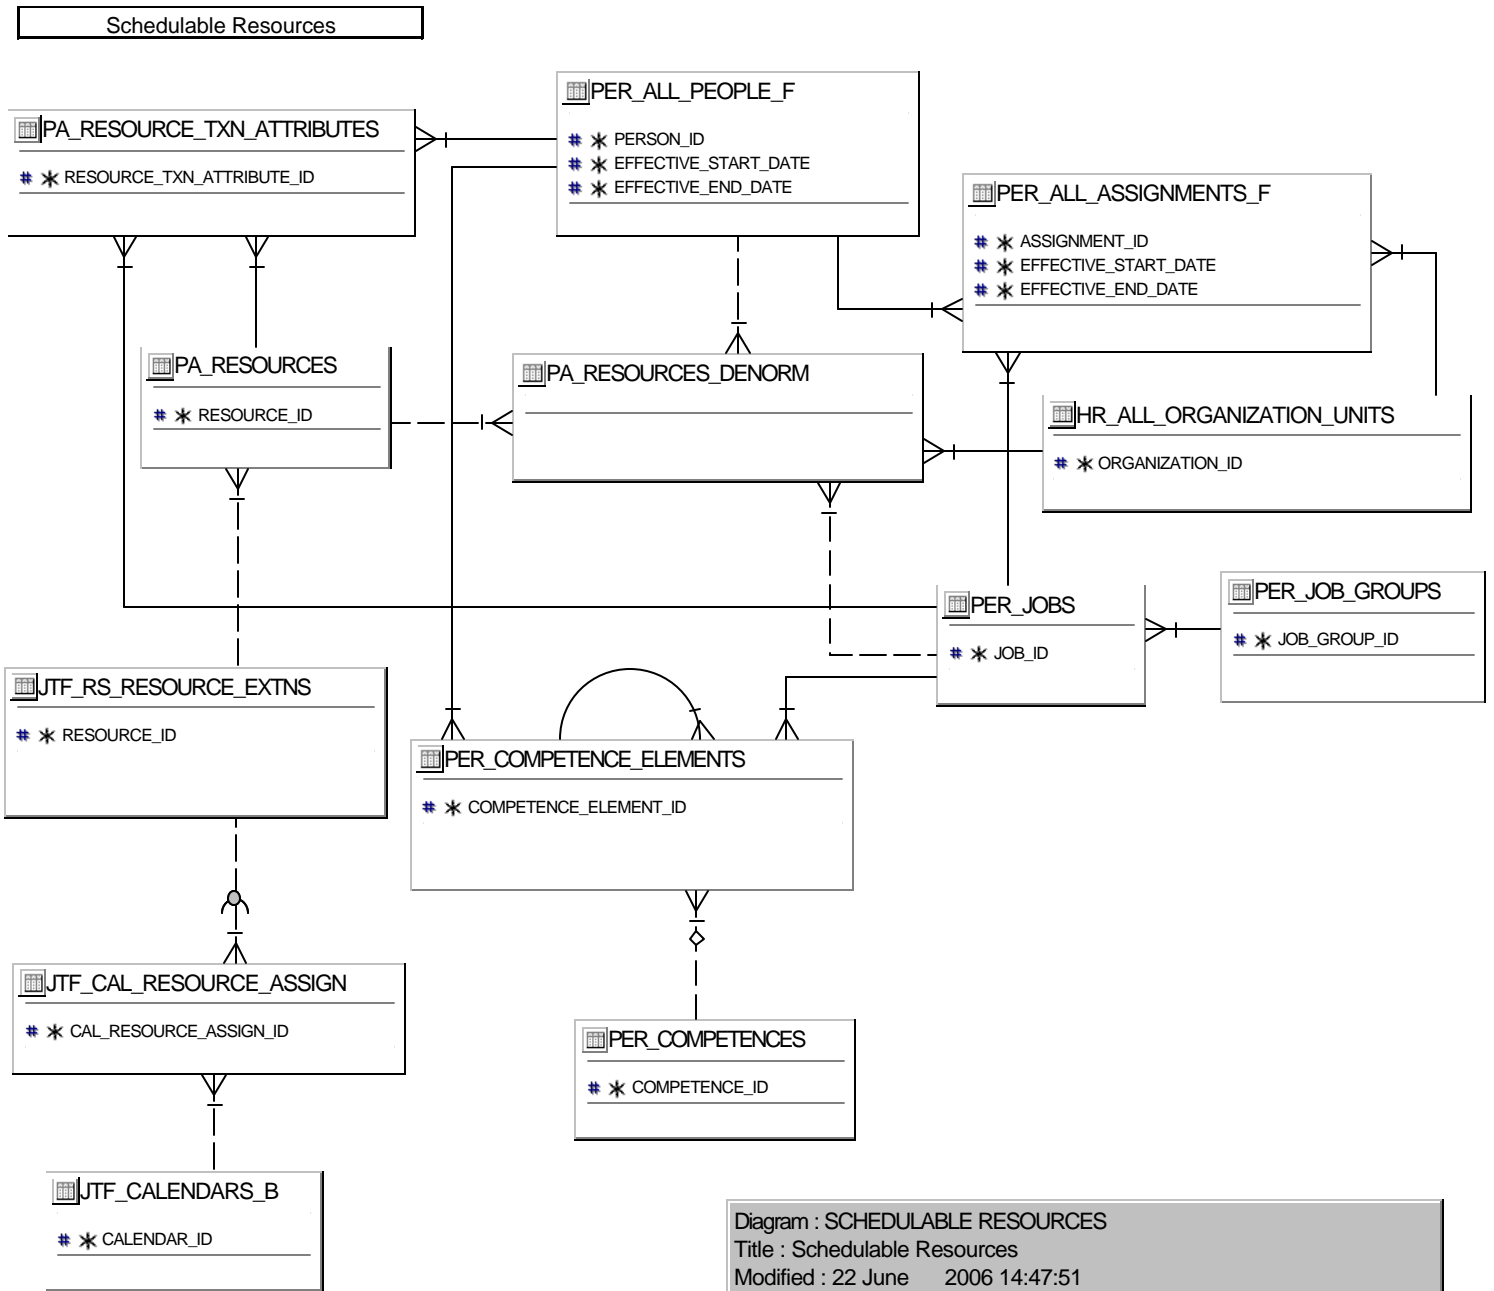 Schedulable Resources
PER_ALL_PEOPLE_F
# * PERSON_ID
# * EFFECTIVE_START_DATE
# * EFFECTIVE_END_DATE
PA_RESOURCE_TXN_ATTRIBUTES
# * RESOURCE_TXN_ATTRIBUTE_ID
PER_ALL_ASSIGNMENTS_F
# * ASSIGNMENT_ID
# * EFFECTIVE_START_DATE
# * EFFECTIVE_END_DATE
PA_RESOURCES
# * RESOURCE_ID
PA_RESOURCES_DENORM
HR_ALL_ORGANIZATION_UNITS
# * ORGANIZATION_ID
PER_JOBS
# * JOB_ID
PER_JOB_GROUPS
# * JOB_GROUP_ID
JTF_RS_RESOURCE_EXTNS
# * RESOURCE_ID
PER_COMPETENCE_ELEMENTS
# * COMPETENCE_ELEMENT_ID
JTF_CAL_RESOURCE_ASSIGN
# * CAL_RESOURCE_ASSIGN_ID
PER_COMPETENCES
# * COMPETENCE_ID
JTF_CALENDARS_B
# * CALENDAR_ID
Diagram : SCHEDULABLE RESOURCES
Title : Schedulable Resources
Modified : 22 June 2006 14:47:51